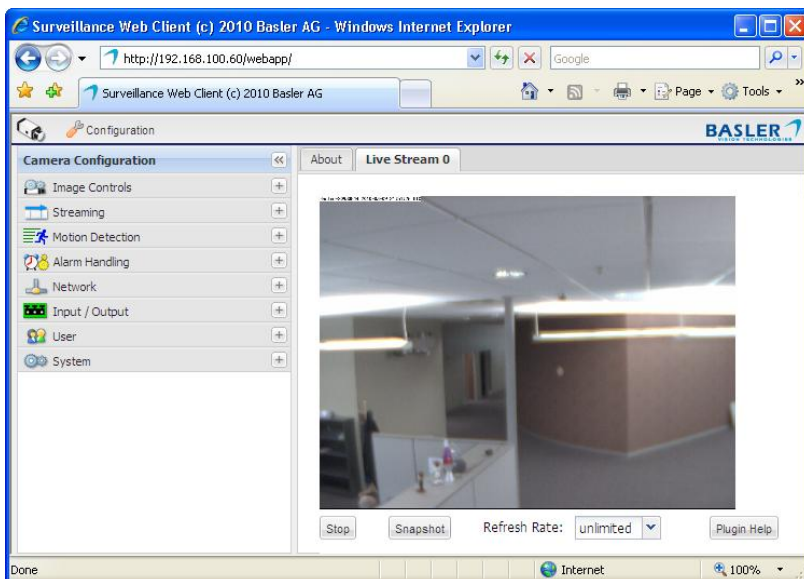 Surveillance Web Client (c) 2010 Basler AG - Windows Internet Explorer
http://192.168.100.60/webapp/
Google
Surveillance Web Client (c) 2010 Basler AG
Page
Tools
»
Configuration
BASLER
VISION TECHNOLOGIES
Camera Configuration
About
Live Stream 0
Image Controls
Streaming
Motion Detection
Alarm Handling
Network
Input / Output
User
System
Stop
Snapshot
Refresh Rate:
unlimited
Plugin Help
Done
Internet
100%